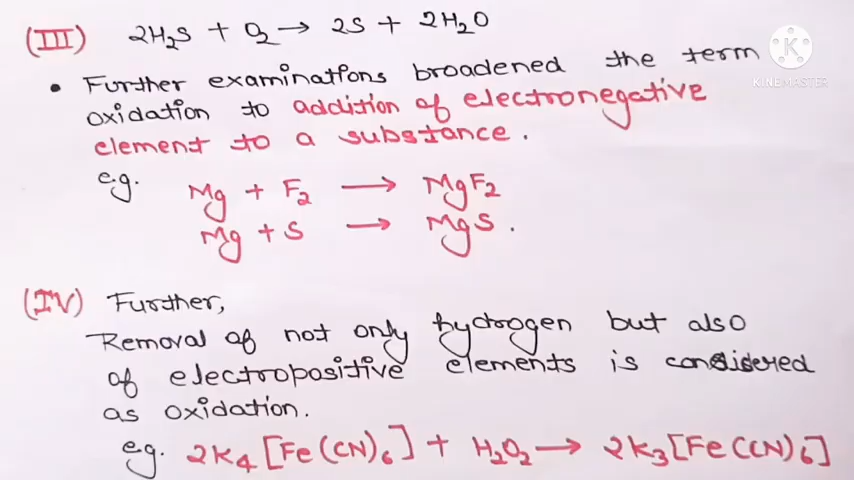 (III) 2H₂S + O₂ → 2S + 2H₂O
• Further examinations broadened the term
oxidation to addition of electronegative
element to a substance.
e.g. Mg + F₂ → MgF₂
Mg + S → MgS.
(IV) Further,
Removal of not only hydrogen but also
of electropositive elements is considered
as oxidation.
e.g. 2K₄[Fe(CN)₆] + H₂O₂ → 2K₃[Fe(CN)₆]
K
KINEMASTER